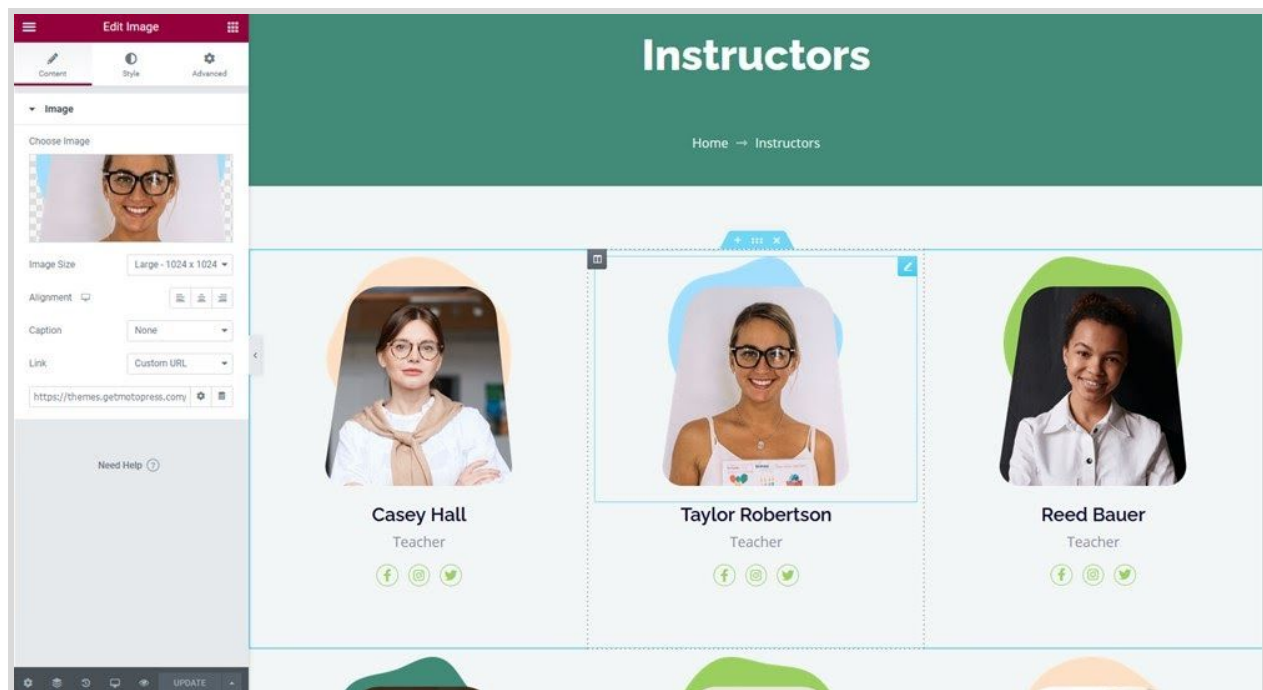 Edit Image
Content
Style
Advanced
Image
Choose Image
Image Size
Large - 1024 x 1024
Alignment
Caption
None
Link
Custom URL
https://themes.getmotopress.com/
Need Help
UPDATE
Instructors
Home → Instructors
Casey Hall
Teacher
Taylor Robertson
Teacher
Reed Bauer
Teacher